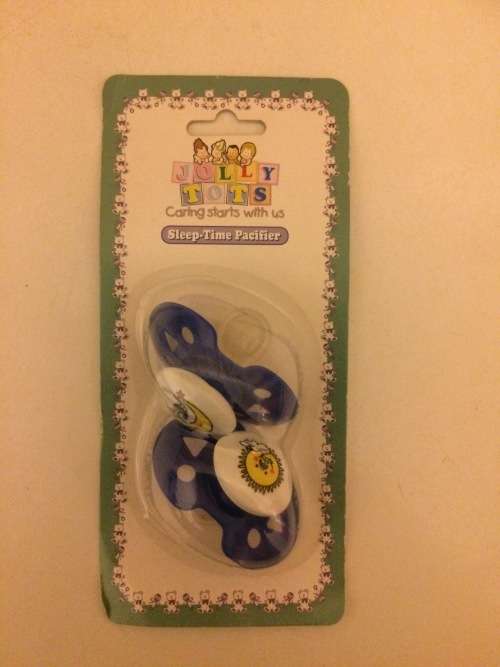 JOLLY
TOTS
Caring starts with us
Sleep-Time Pacifier